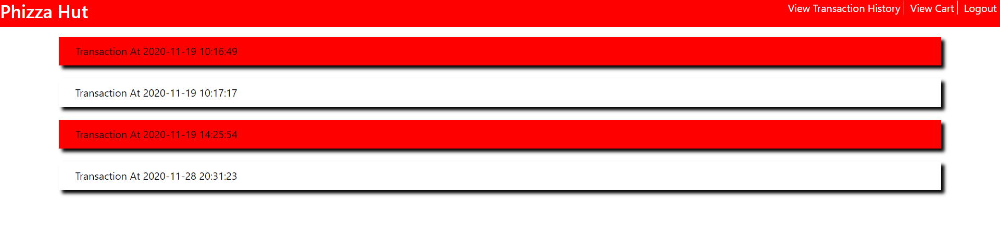 Phizza Hut
View Transaction History
View Cart
Logout
Transaction At 2020-11-19 10:16:49
Transaction At 2020-11-19 10:17:17
Transaction At 2020-11-19 14:25:54
Transaction At 2020-11-28 20:31:23